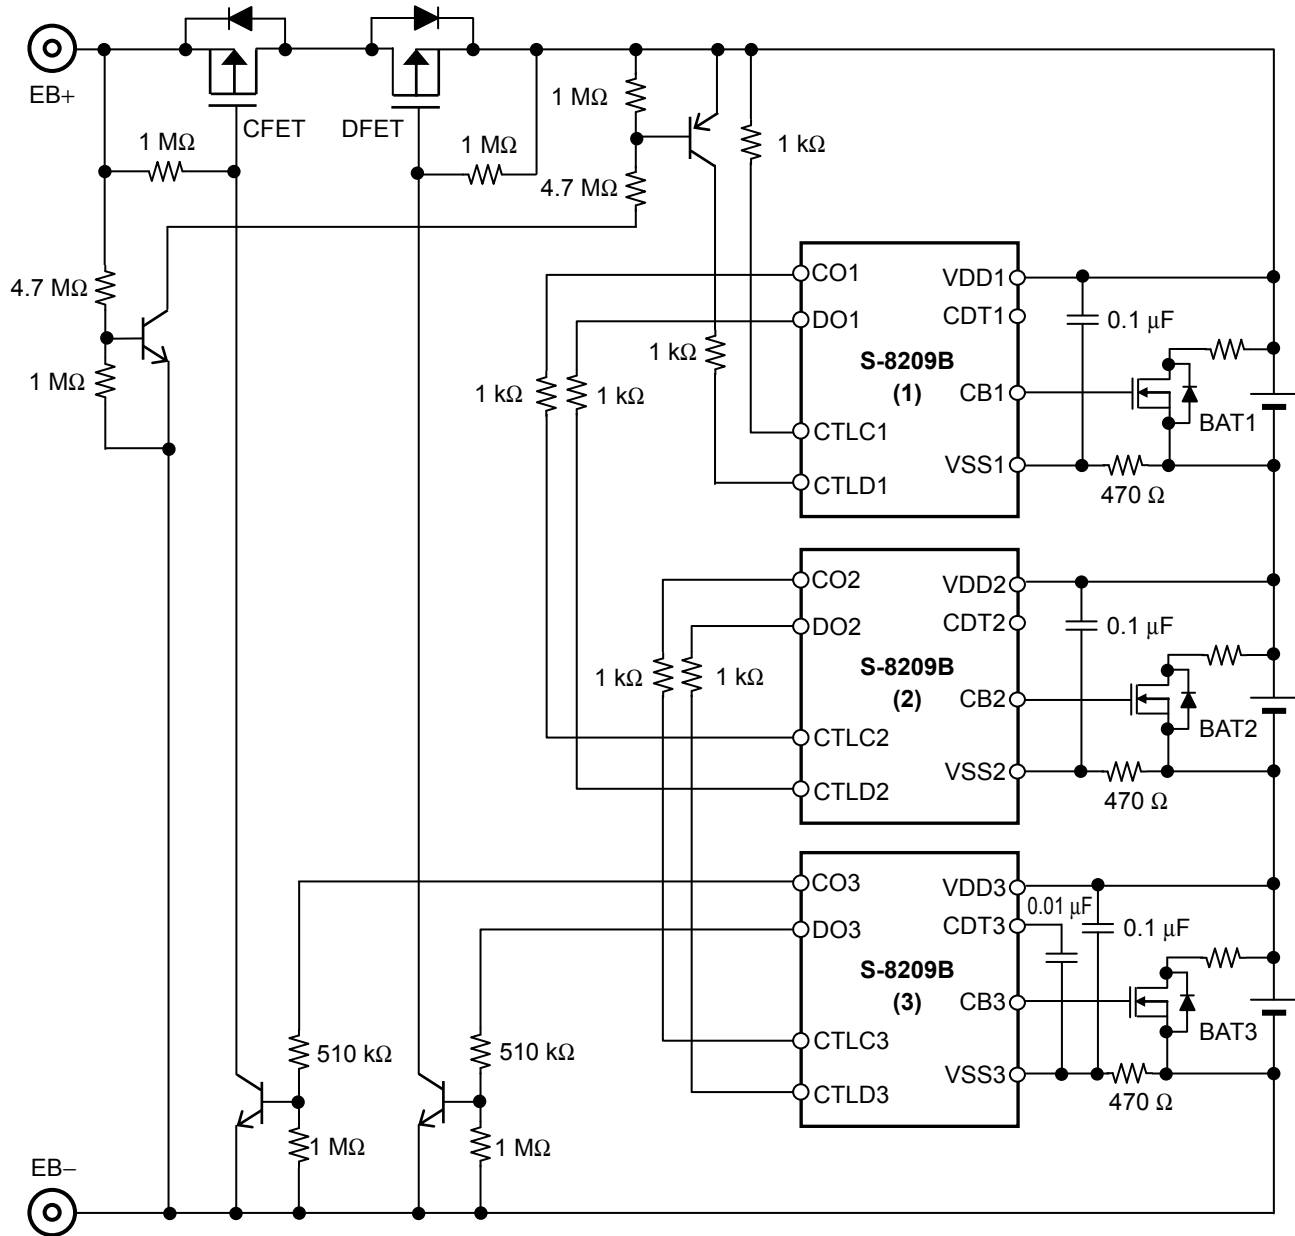 EB+
CFET
DFET
1 MΩ
1 MΩ
1 MΩ
1 kΩ
4.7 MΩ
4.7 MΩ
1 MΩ
1 kΩ
1 kΩ
1 kΩ
CO1
DO1
S-8209B
(1)
CTLC1
CTLD1
VDD1
CDT1
CB1
VSS1
0.1 μF
BAT1
470 Ω
1 kΩ
1 kΩ
CO2
DO2
S-8209B
(2)
CTLC2
CTLD2
VDD2
CDT2
CB2
VSS2
0.1 μF
BAT2
470 Ω
CO3
DO3
S-8209B
(3)
CTLC3
CTLD3
VDD3
CDT3
CB3
VSS3
0.01 μF
0.1 μF
BAT3
470 Ω
510 kΩ
510 kΩ
1 MΩ
1 MΩ
EB−